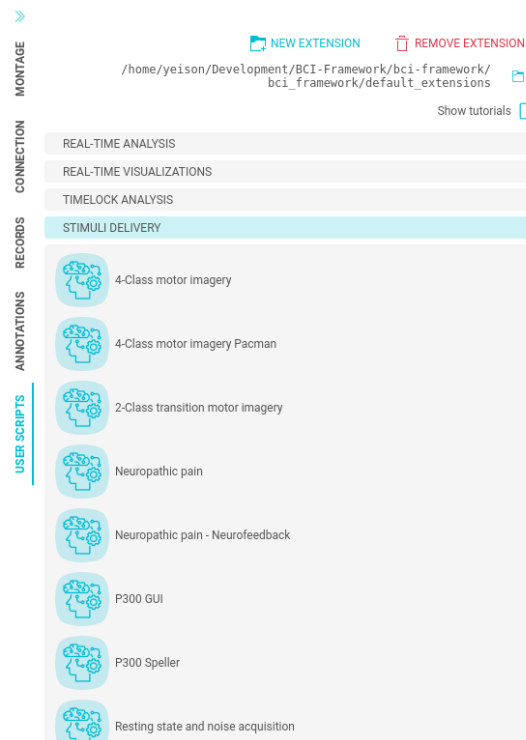 NEW EXTENSION
REMOVE EXTENSION
/home/yeison/Development/BCI-Framework/bci-framework/
bci_framework/default_extensions
Show tutorials
MONTAGE
CONNECTION
RECORDS
ANNOTATIONS
USER SCRIPTS
REAL-TIME ANALYSIS
REAL-TIME VISUALIZATIONS
TIMELOCK ANALYSIS
STIMULI DELIVERY
4-Class motor imagery
4-Class motor imagery Pacman
2-Class transition motor imagery
Neuropathic pain
Neuropathic pain - Neurofeedback
P300 GUI
P300 Speller
Resting state and noise acquisition